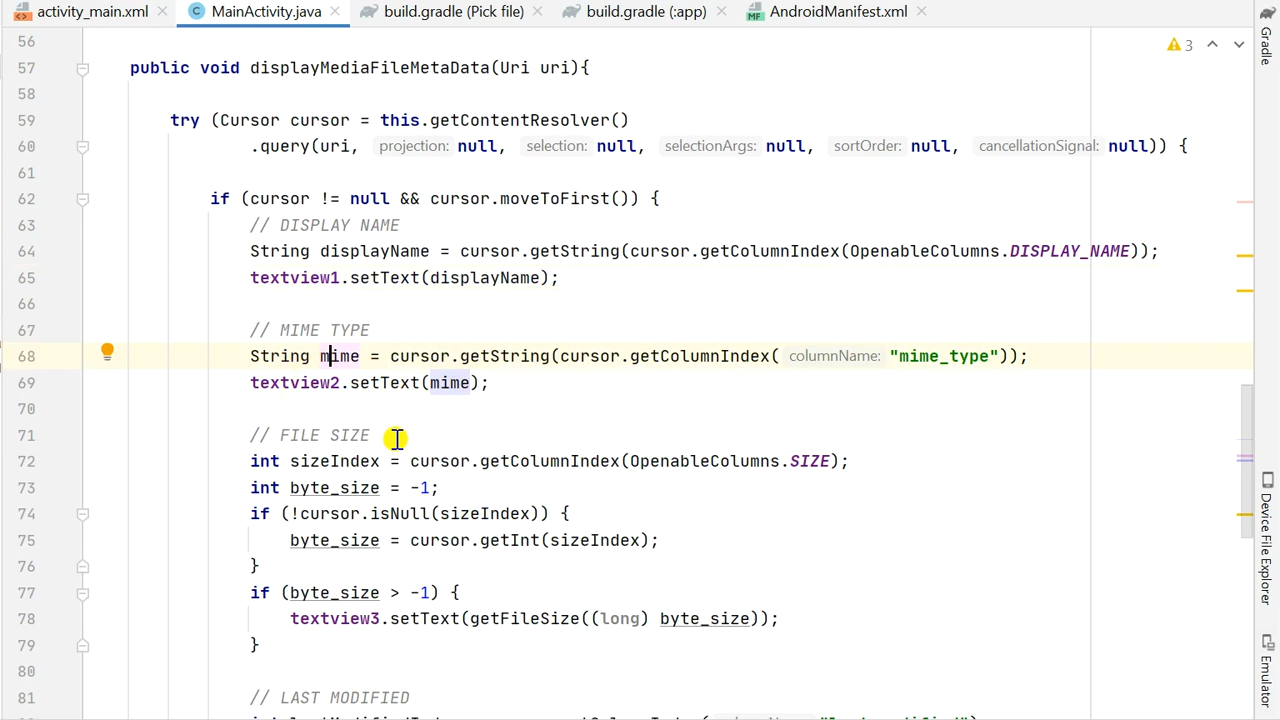 activity_main.xml MainActivity.java build.gradle (Pick file) build.gradle (:app) MF AndroidManifest.xml
Gradle
3
56
57 public void displayMediaFileMetaData(Uri uri){
58
59 try (Cursor cursor = this.getContentResolver()
60 .query(uri, projection: null, selection: null, selectionArgs: null, sortOrder: null, cancellationSignal: null)) {
61
62 if (cursor != null && cursor.moveToFirst()) {
63 // DISPLAY NAME
64 String displayName = cursor.getString(cursor.getColumnIndex(OpenableColumns.DISPLAY_NAME));
65 textview1.setText(displayName);
66
67 // MIME TYPE
68 String mime = cursor.getString(cursor.getColumnIndex( columnName: "mime_type"));
69 textview2.setText(mime);
70
71 // FILE SIZE
72 int sizeIndex = cursor.getColumnIndex(OpenableColumns.SIZE);
73 int byte_size = -1;
74 if (!cursor.isNull(sizeIndex)) {
75 byte_size = cursor.getInt(sizeIndex);
76 }
77 if (byte_size > -1) {
78 textview3.setText(getFileSize((long) byte_size));
79 }
80
81 // LAST MODIFIED
Device File Explorer
Emulator